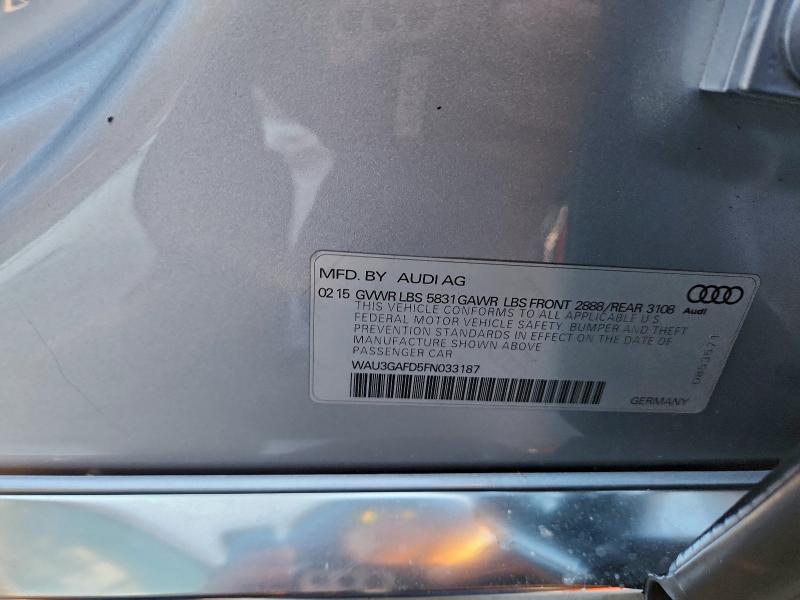 MFD. BY AUDI AG
02 15 GVWR LBS 5831 GAWR LBS FRONT 2888/REAR 3108
Audi
THIS VEHICLE CONFORMS TO ALL APPLICABLE U.S.
FEDERAL MOTOR VEHICLE SAFETY, BUMPER AND THEFT
PREVENTION STANDARDS IN EFFECT ON THE DATE OF
MANUFACTURE SHOWN ABOVE
PASSENGER CAR
WAU3GAFD5FN033187
0853571
GERMANY